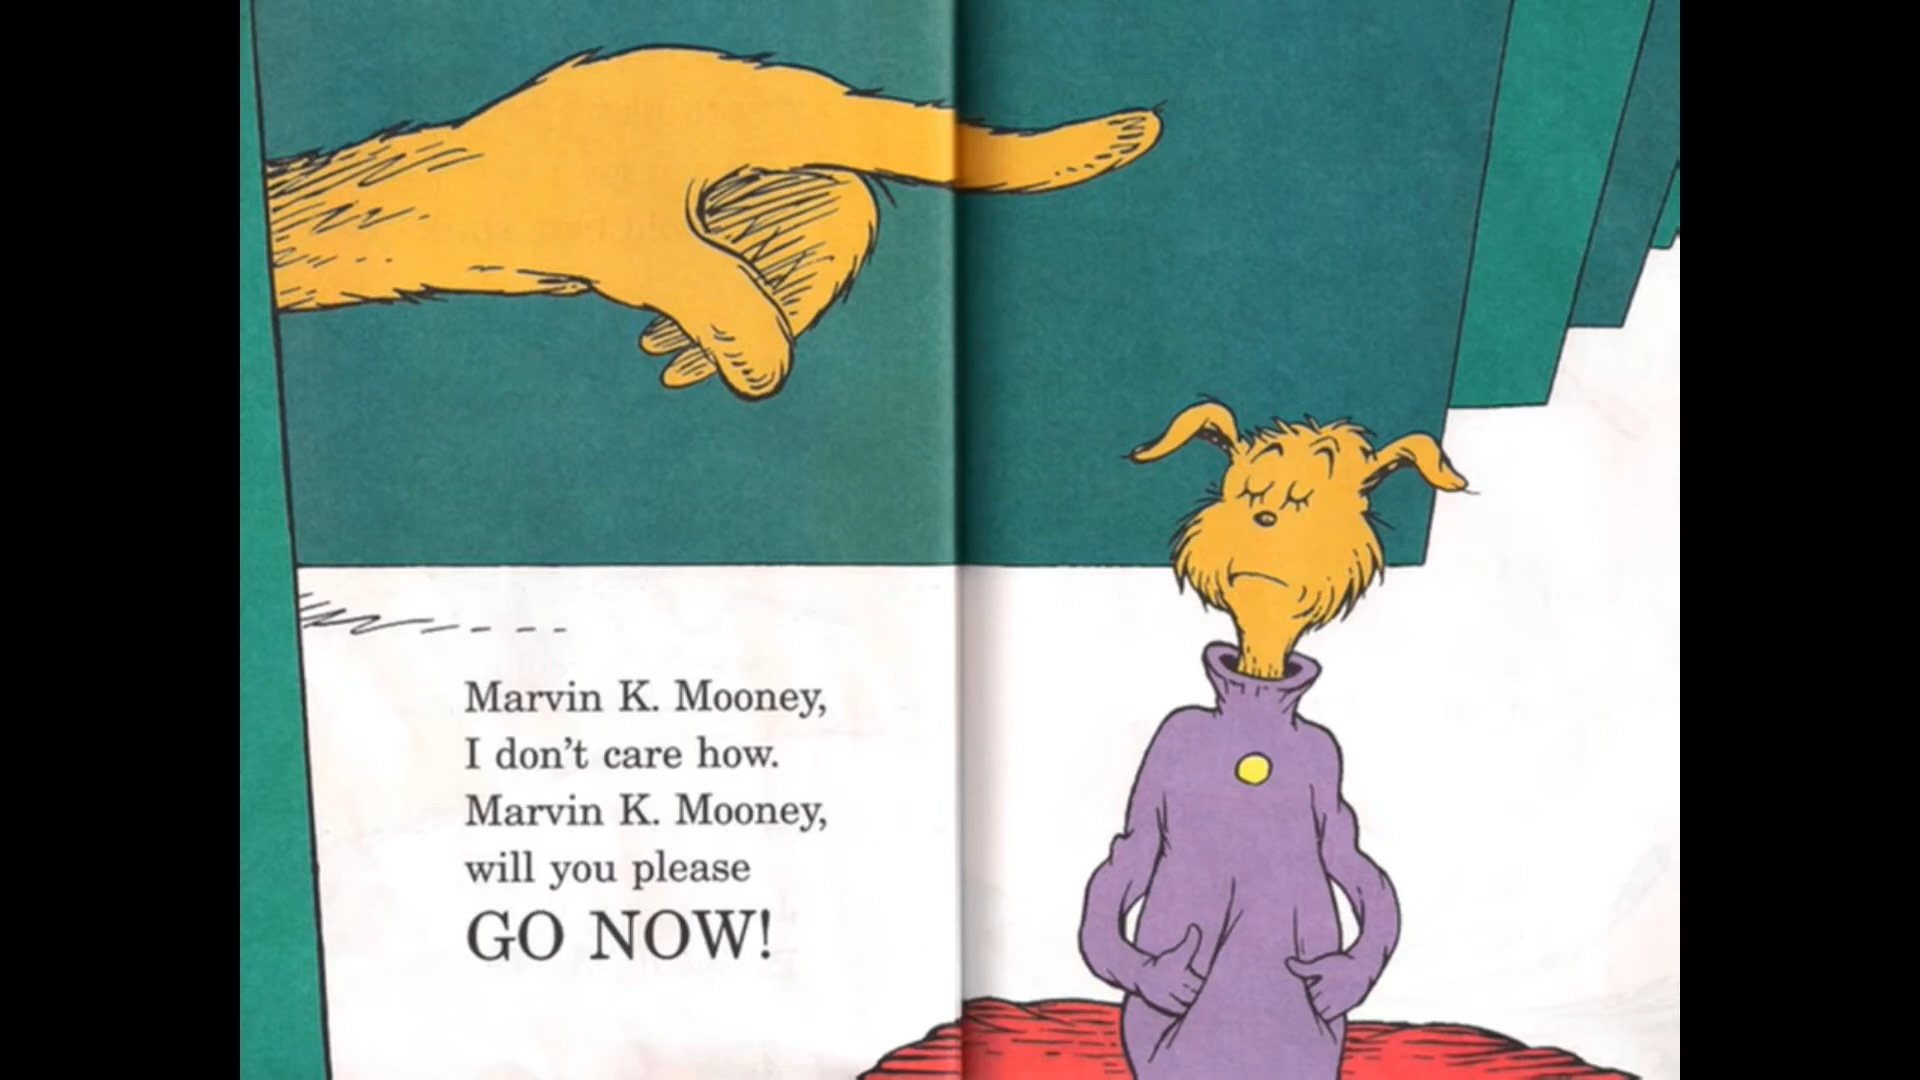 Marvin K. Mooney,
I don't care how.
Marvin K. Mooney,
will you please
GO NOW!